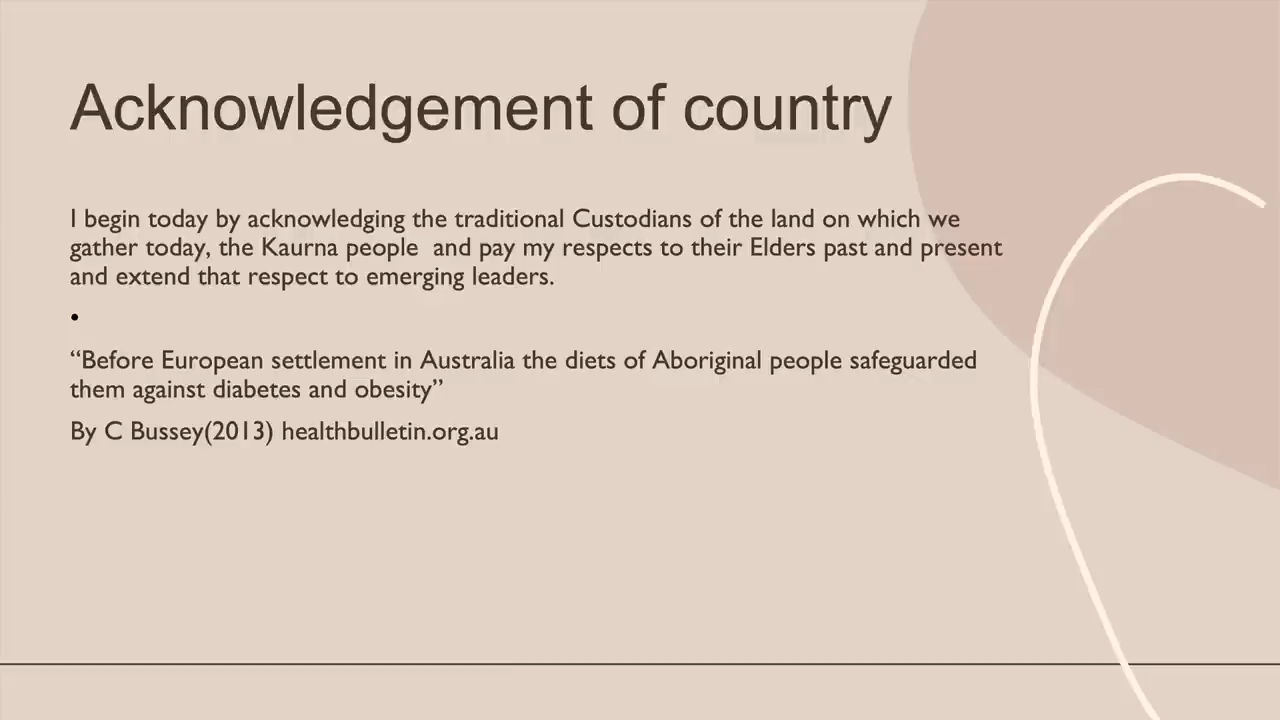 Acknowledgement of country
I begin today by acknowledging the traditional Custodians of the land on which we
gather today, the Kaurna people  and pay my respects to their Elders past and present
and extend that respect to emerging leaders.
•
“Before European settlement in Australia the diets of Aboriginal people safeguarded
them against diabetes and obesity”
By C Bussey(2013) healthbulletin.org.au